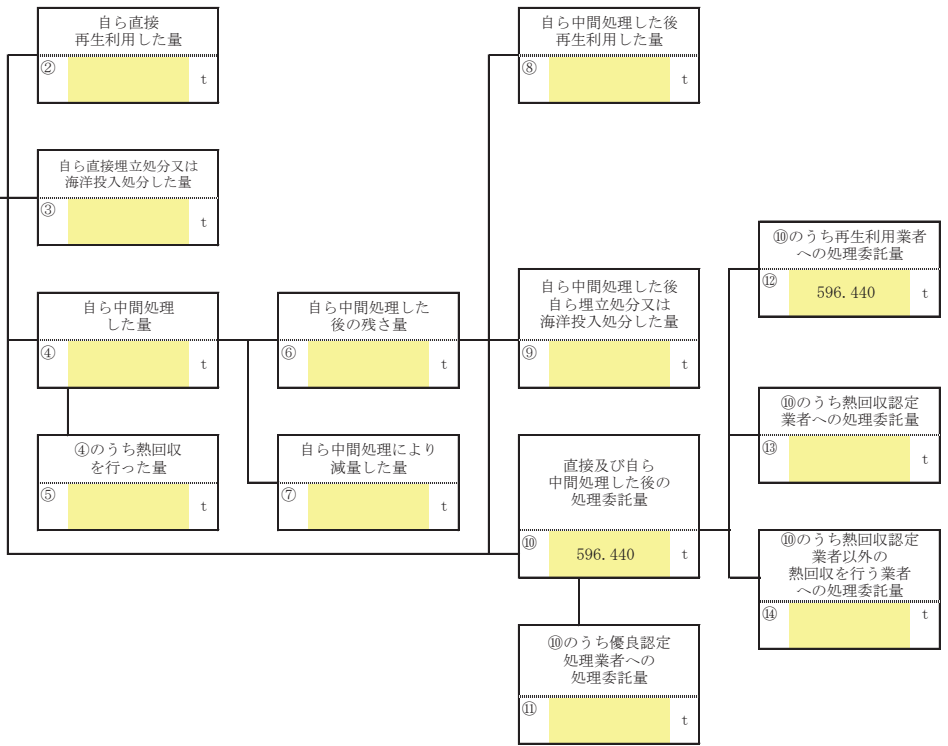 自ら直接
再生利用した量
②
t
自ら中間処理した後
再生利用した量
⑧
t
自ら直接埋立処分又は
海洋投入処分した量
③
t
⑩のうち再生利用業者
への処理委託量
⑫
596.440
t
自ら中間処理
した量
④
t
自ら中間処理した
後の残さ量
⑥
t
自ら中間処理した後
自ら埋立処分又は
海洋投入処分した量
⑨
t
⑩のうち熱回収認定
業者への処理委託量
⑬
t
④のうち熱回収
を行った量
⑤
t
自ら中間処理により
減量した量
⑦
t
直接及び自ら
中間処理した後の
処理委託量
⑩
596.440
t
⑩のうち熱回収認定
業者以外の
熱回収を行う業者
への処理委託量
⑭
t
⑩のうち優良認定
処理業者への
処理委託量
⑪
t